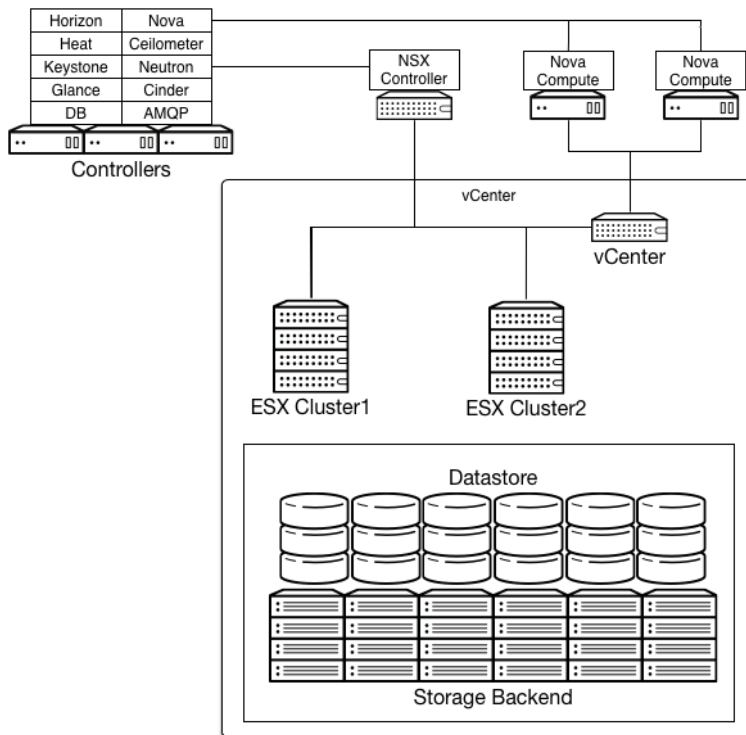 Horizon Nova
Heat Ceilometer
Keystone Neutron
Glance Cinder
DB AMQP
Controllers
NSX
Controller
Nova
Compute
Nova
Compute
vCenter
vCenter
ESX Cluster1
ESX Cluster2
Datastore
Storage Backend